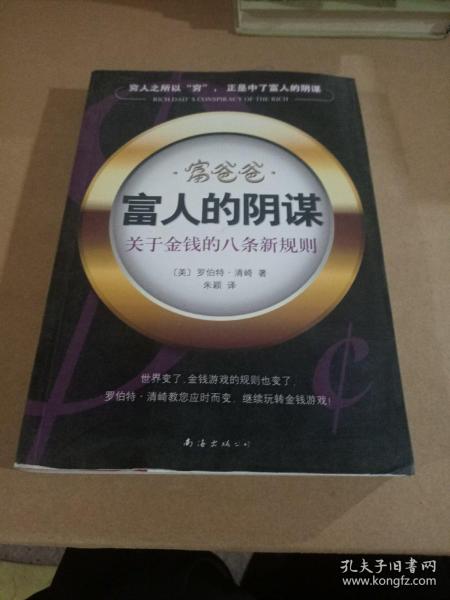 穷人之所以“穷”，正是中了富人的阴谋
RICH DAD'S CONSPIRACY OF THE RICH
·富爸爸·
富人的阴谋
关于金钱的八条新规则
〔美〕罗伯特·清崎 著
朱颖 译
¢
世界变了，金钱游戏的规则也变了，
罗伯特·清崎教您应时而变，继续玩转金钱游戏！
南海出版公司
孔夫子旧书网
www.kongfz.com